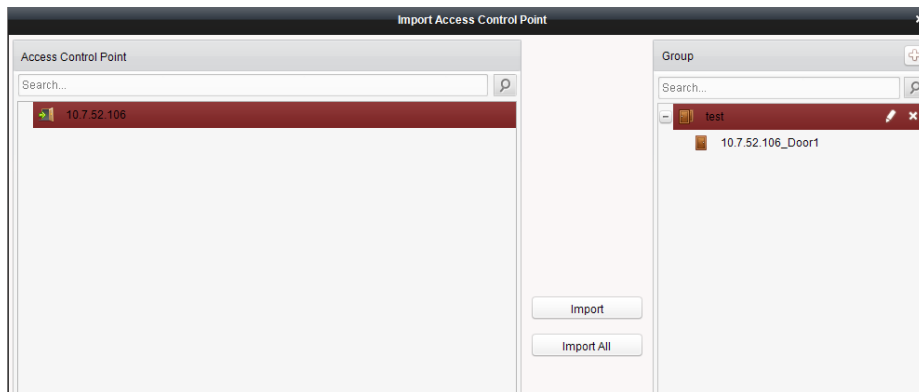 Import Access Control Point
Access Control Point
Search...
10.7.52.106
Import
Import All
Group
Search...
test
10.7.52.106_Door1